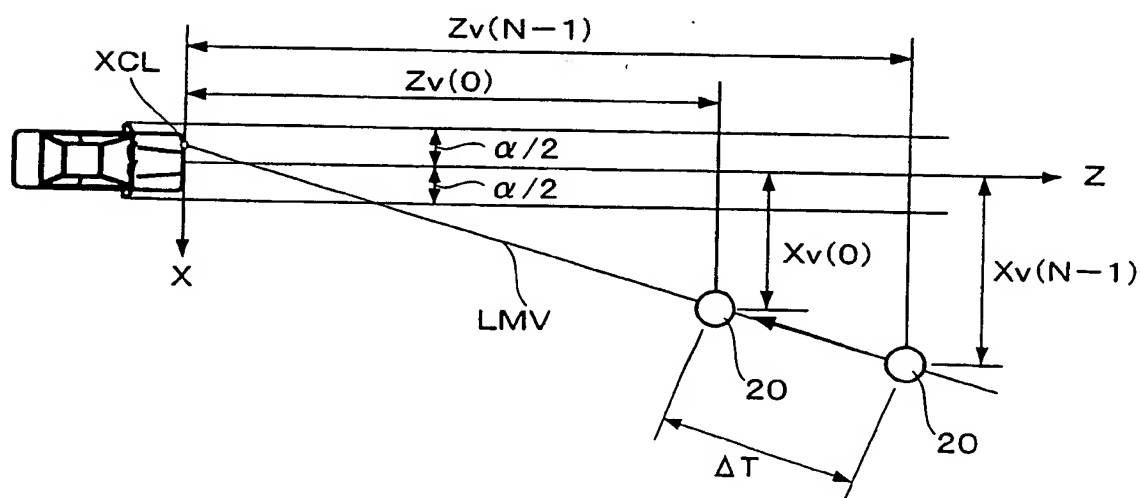 Zv(N−1)
XCL
Zv(0)
α/2
α/2
Z
X
Xv(0)
Xv(N−1)
LMV
20
20
ΔT